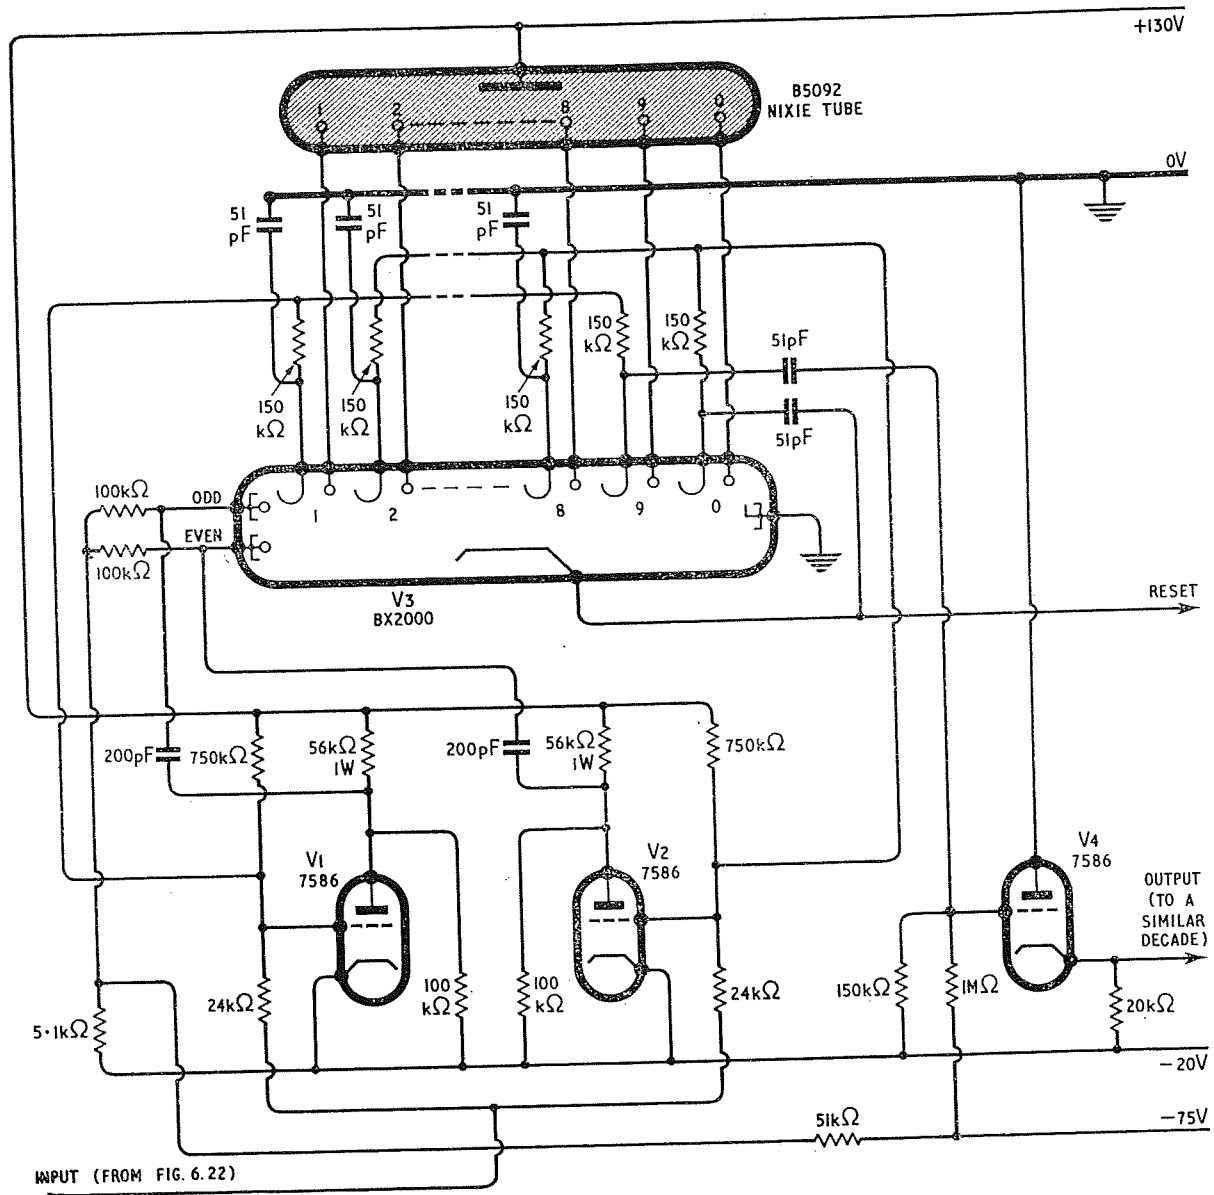 +130V
B5092
NIXIE TUBE
1
2
8
9
0
0V
51
pF
51
pF
51
pF
150
kΩ
150
kΩ
51pF
51pF
150
kΩ
150
kΩ
150
kΩ
100kΩ
ODD
1
2
8
9
0
EVEN
100kΩ
V3
BX2000
RESET
200pF
750kΩ
56kΩ
1W
200pF
56kΩ
1W
750kΩ
V1
7586
V2
7586
V4
7586
OUTPUT
(TO A
SIMILAR
DECADE)
5·1kΩ
24kΩ
100
kΩ
100
kΩ
24kΩ
150kΩ
1MΩ
20kΩ
−20V
51kΩ
−75V
INPUT (FROM FIG. 6.22)